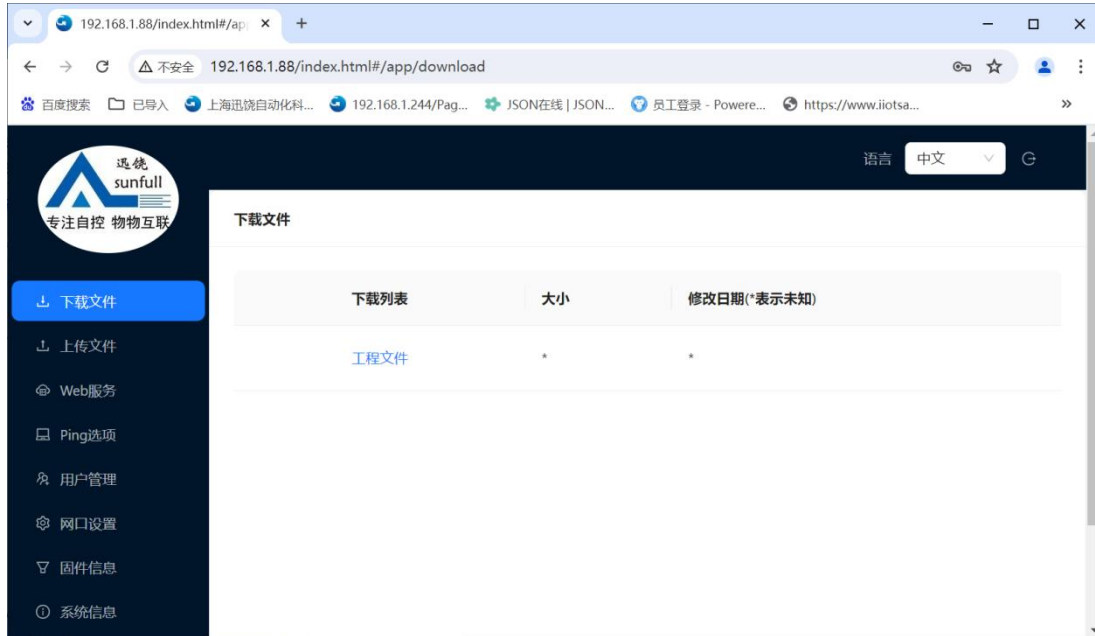 192.168.1.88/index.html#/ap
不安全 192.168.1.88/index.html#/app/download
百度搜索 已导入 上海迅饶自动化科... 192.168.1.244/Pag... JSON在线 | JSON... 员工登录 - Powere... https://www.iiotsa...
迅饶
sunfull
专注自控 物物互联
语言 中文
下载文件
下载列表 大小 修改日期(*表示未知)
工程文件 * *
下载文件
上传文件
Web服务
Ping选项
用户管理
网口设置
固件信息
系统信息